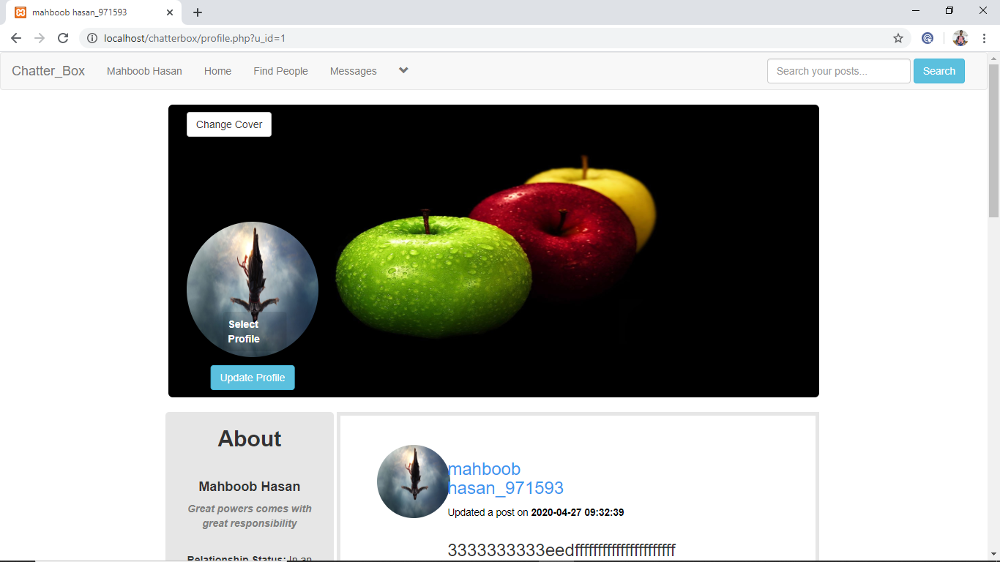 mahboob hasan_971593
localhost/chatterbox/profile.php?u_id=1
Chatter_Box Mahboob Hasan Home Find People Messages Search your posts... Search
Change Cover
Select
Profile
Update Profile
About
Mahboob Hasan
Great powers comes with
great responsibility
Relationship Status: In an
mahboob
hasan_971593
Updated a post on 2020-04-27 09:32:39